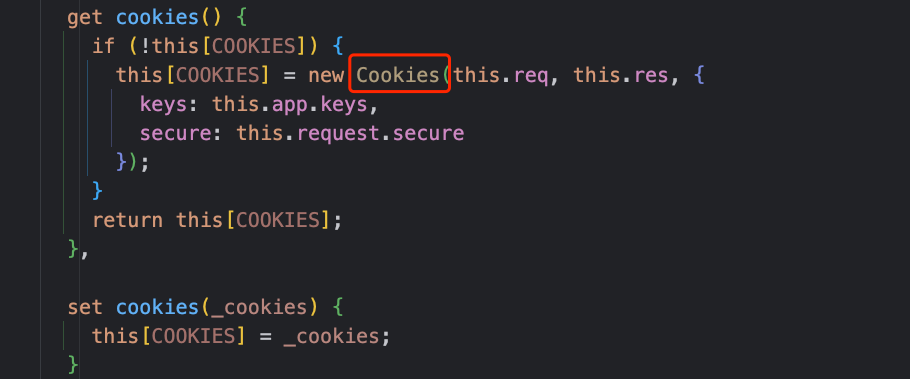 get cookies() {
if (!this[COOKIES]) {
this[COOKIES] = new Cookies(this.req, this.res, {
keys: this.app.keys,
secure: this.request.secure
});
}
return this[COOKIES];
},
set cookies(_cookies) {
this[COOKIES] = _cookies;
}